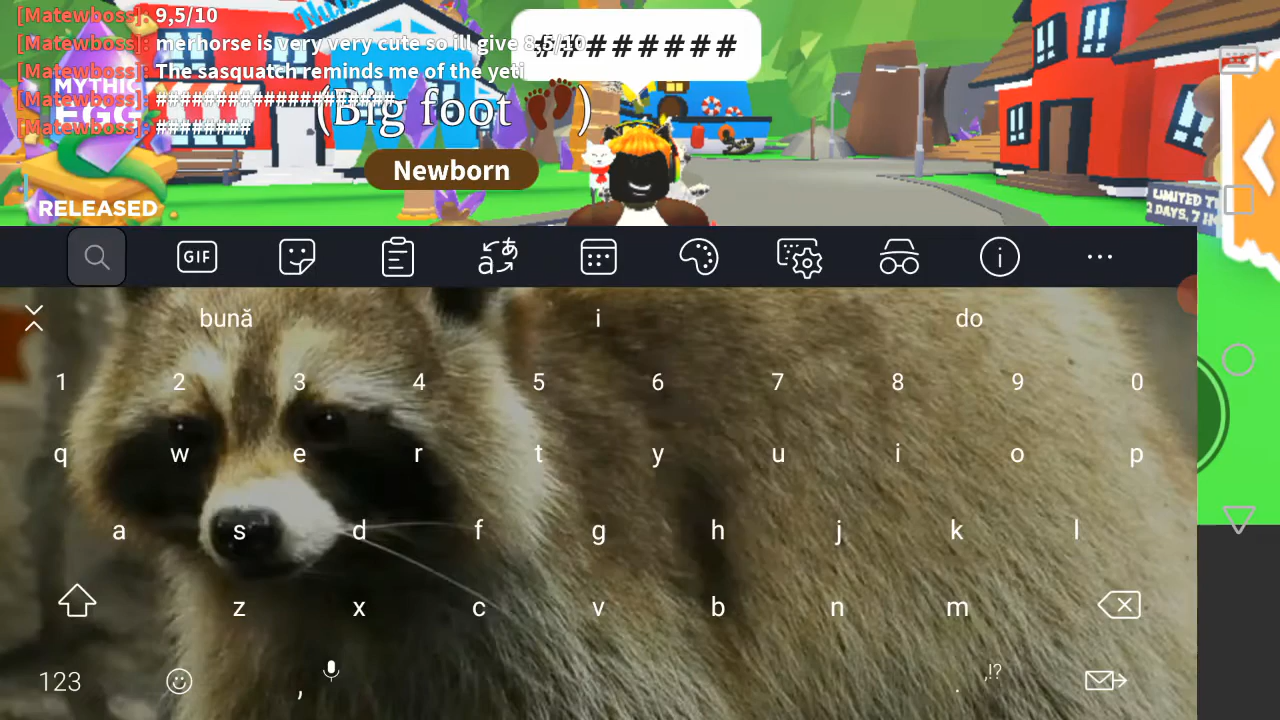 [Matewboss]: 9,5/10
[Matewboss]: merhorse is very very cute so ill give 8,5/10
[Matewboss]: The sasquatch reminds me of the yeti
[Matewboss]: ####################
[Matewboss]: ########
########
MYTHIC
EGG
RELEASED
(Big foot 👣)
Newborn
LIMITED
2 DAYS, 7
GIF
bună i do
1 2 3 4 5 6 7 8 9 0
q w e r t y u i o p
a s d f g h j k l
z x c v b n m
123 , . ,!?